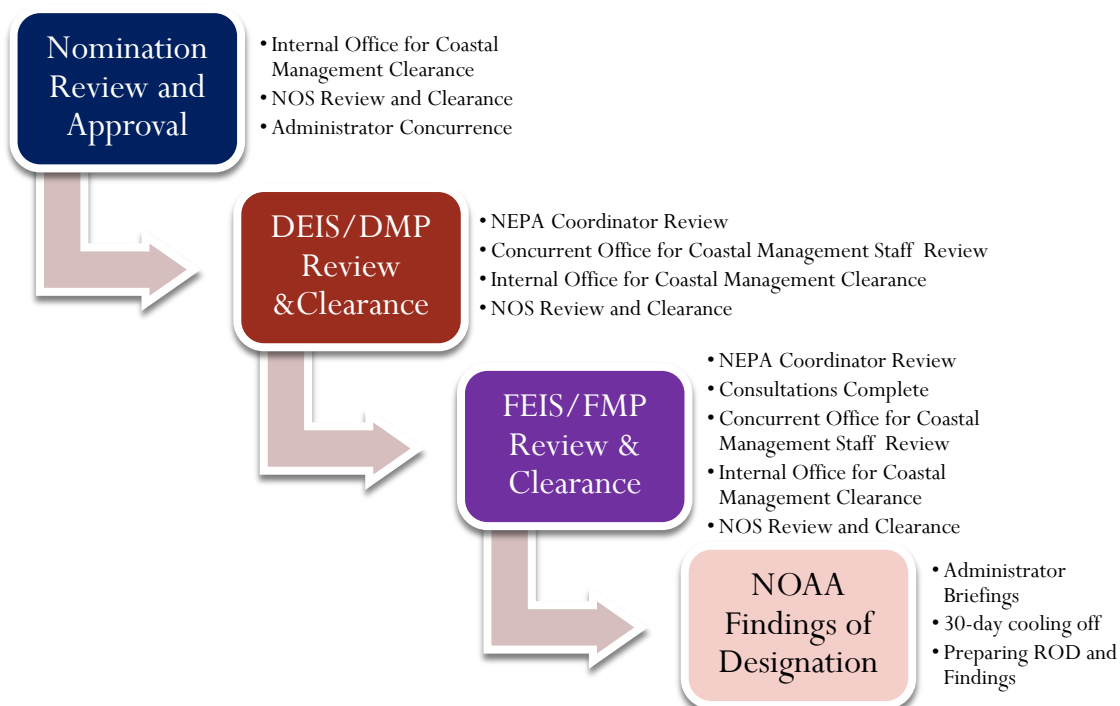 Nomination
Review and
Approval
• Internal Office for Coastal
Management Clearance
• NOS Review and Clearance
• Administrator Concurrence
DEIS/DMP
Review
&Clearance
• NEPA Coordinator Review
• Concurrent Office for Coastal Management Staff Review
• Internal Office for Coastal Management Clearance
• NOS Review and Clearance
FEIS/FMP
Review &
Clearance
• NEPA Coordinator Review
• Consultations Complete
• Concurrent Office for Coastal
Management Staff Review
• Internal Office for Coastal
Management Clearance
• NOS Review and Clearance
NOAA
Findings of
Designation
• Administrator
Briefings
• 30-day cooling off
• Preparing ROD and
Findings